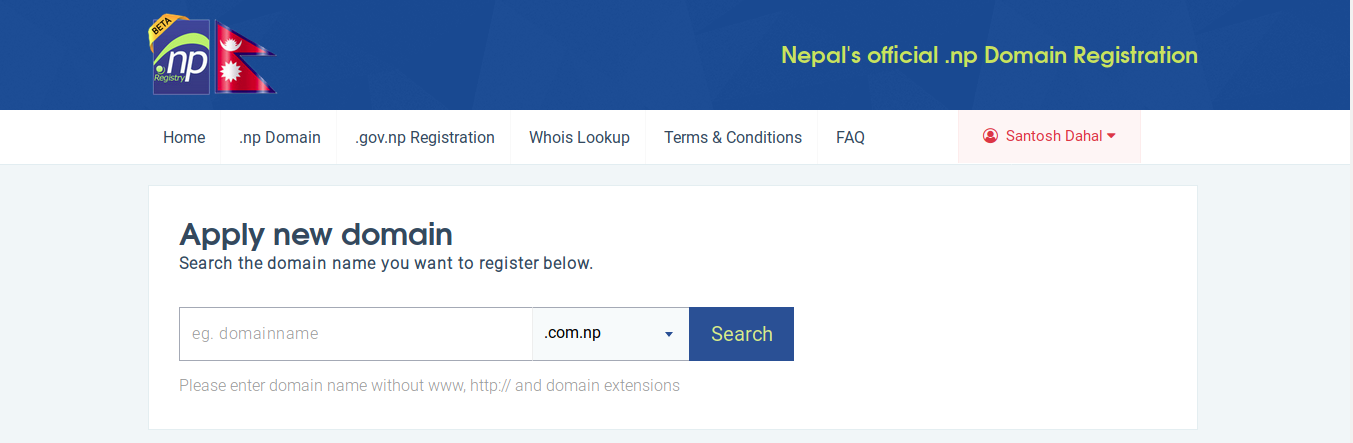 BETA
.np
Registry
Nepal's official .np Domain Registration
Home .np Domain .gov.np Registration Whois Lookup Terms & Conditions FAQ Santosh Dahal
Apply new domain
Search the domain name you want to register below.
eg. domainname .com.np Search
Please enter domain name without www, http:// and domain extensions